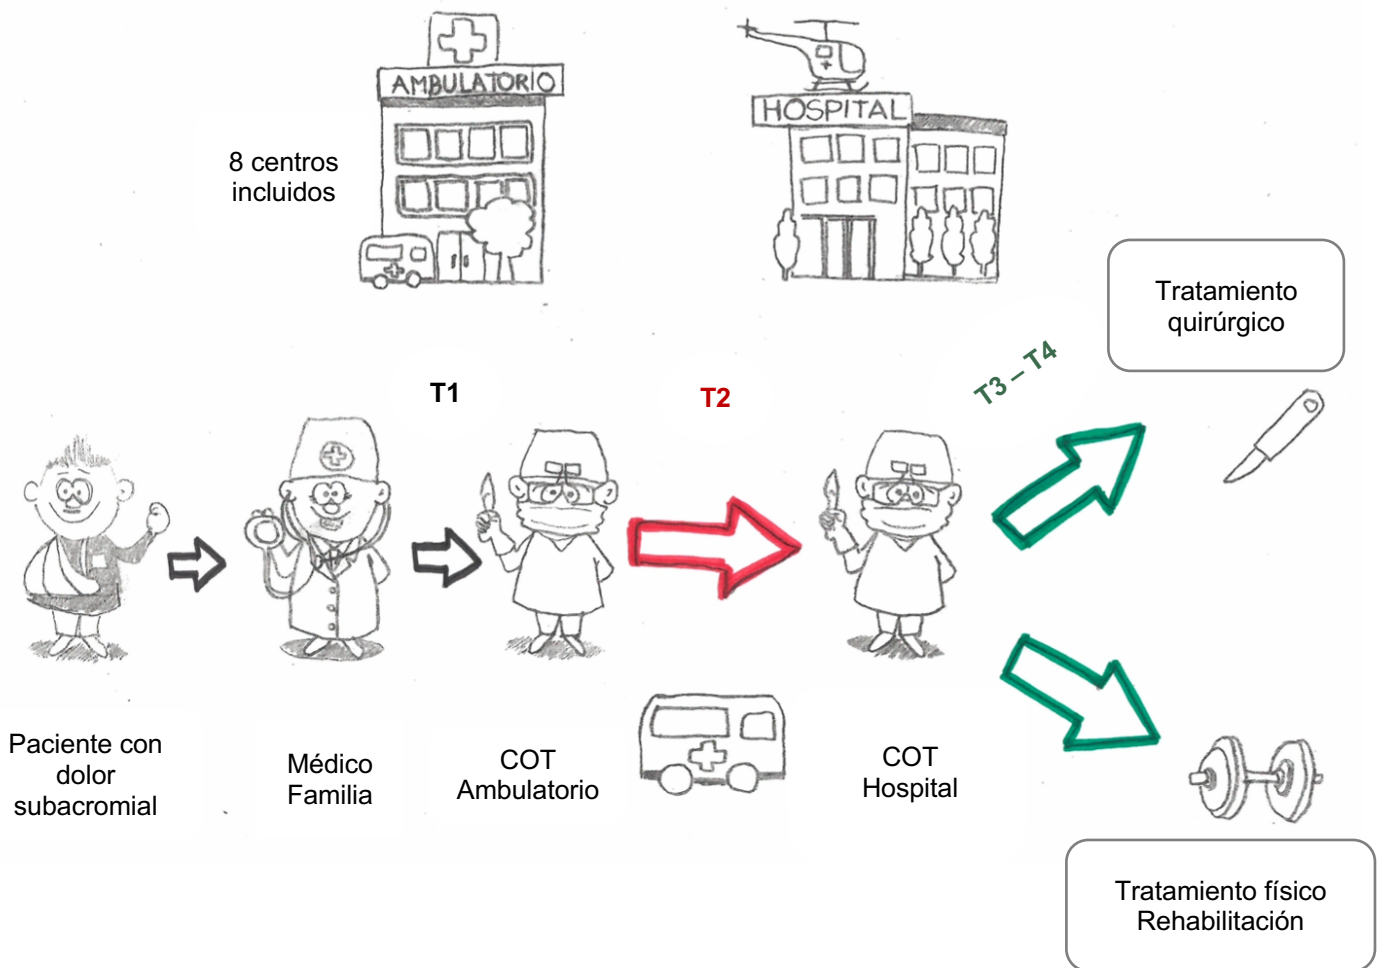 AMBULATORIO
HOSPITAL
8 centros
incluidos
Tratamiento
quirúrgico
T1
T2
T3 – T4
Paciente con
dolor
subacromial
Médico
Familia
COT
Ambulatorio
COT
Hospital
Tratamiento físico
Rehabilitación